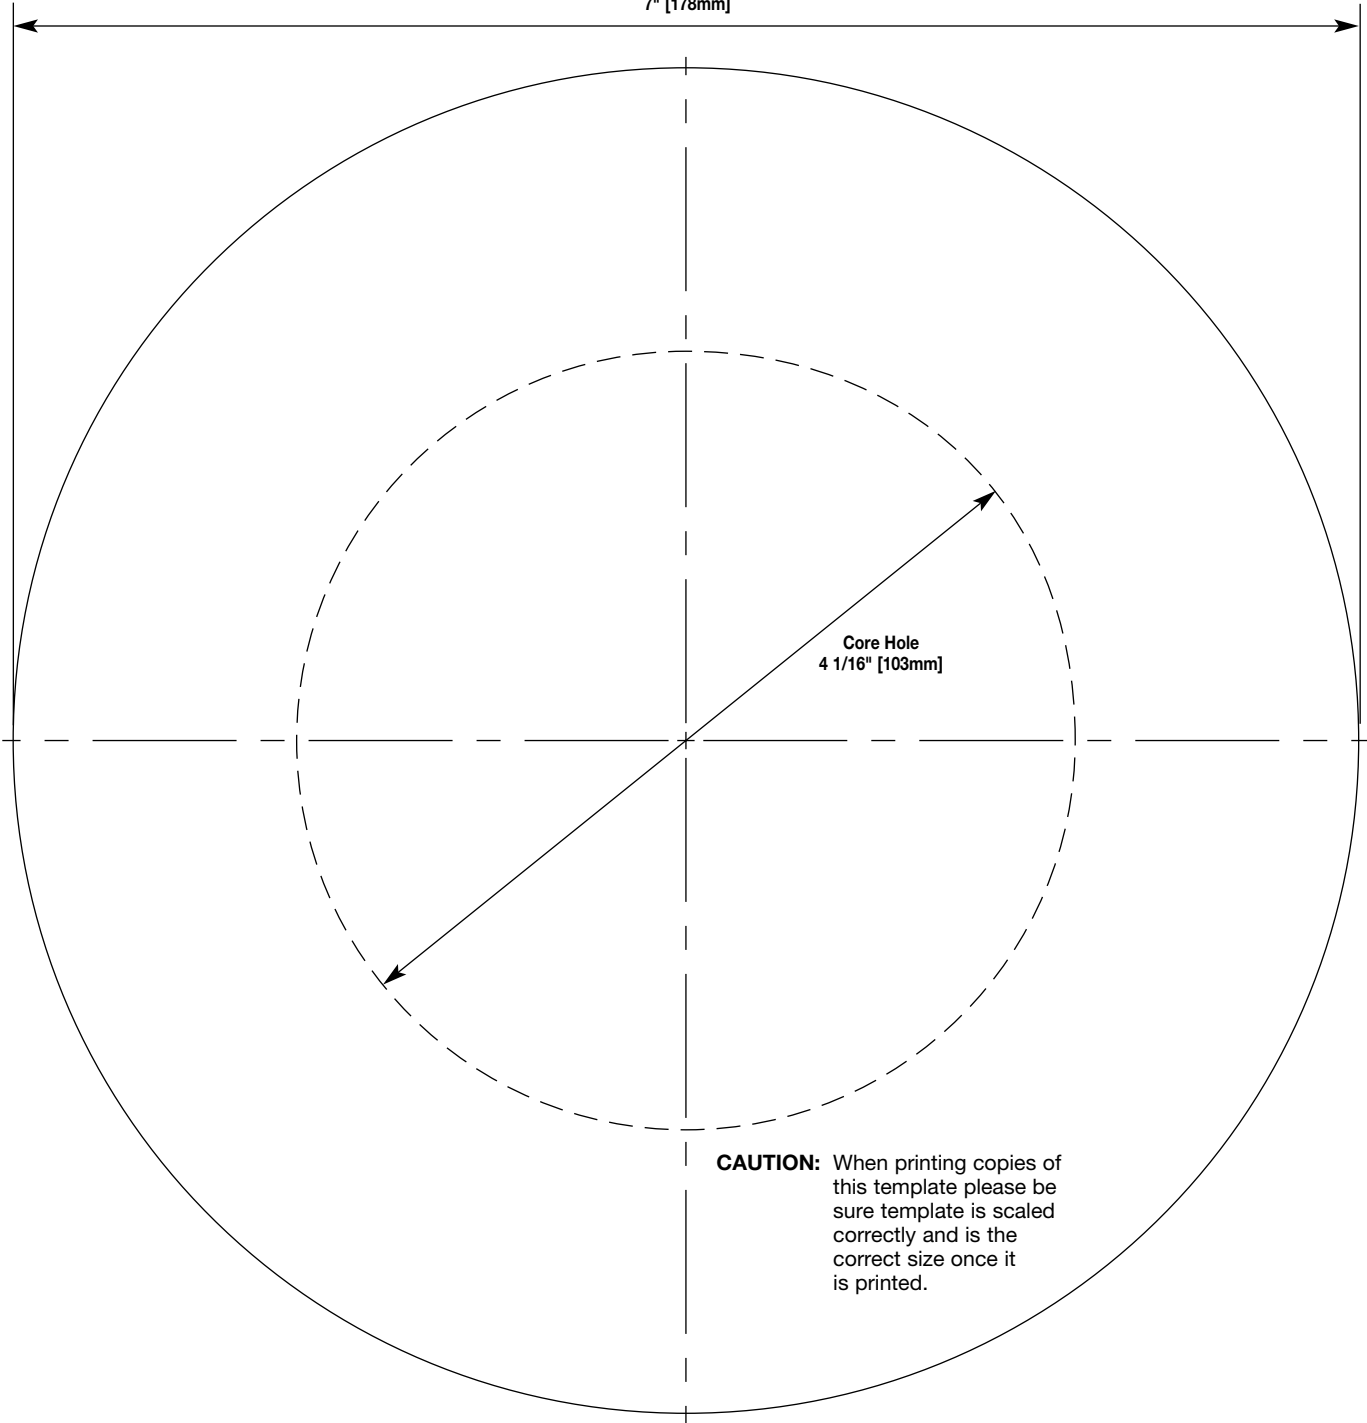 7" [178mm]
Core Hole
4 1/16" [103mm]
CAUTION: When printing copies of
this template please be
sure template is scaled
correctly and is the
correct size once it
is printed.